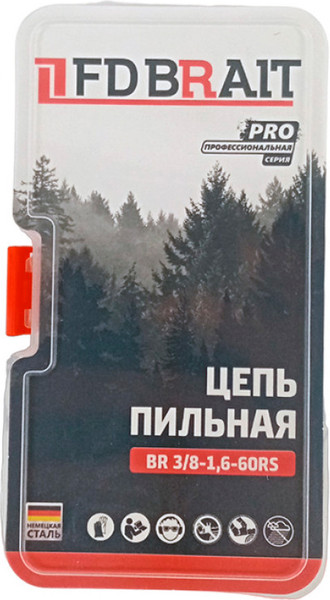 FDBRAIT
PRO
ПРОФЕССИОНАЛЬНАЯ
СЕРИЯ
ЦЕПЬ
ПИЛЬНАЯ
BR 3/8-1,6-60RS
НЕМЕЦКАЯ
СТАЛЬ